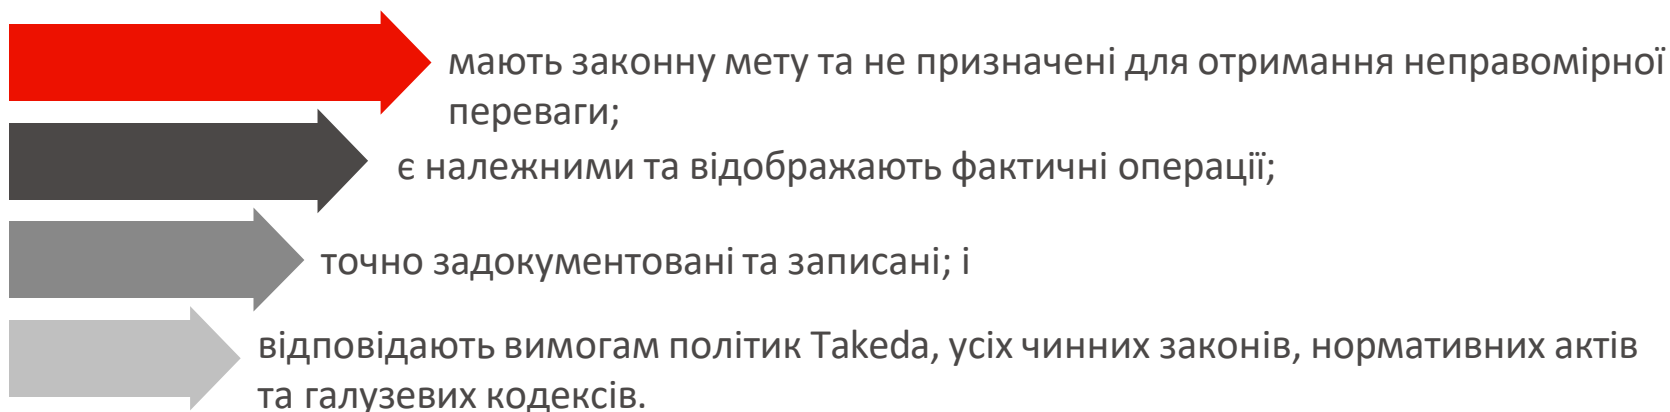 мають законну мету та не призначені для отримання неправомірної
переваги;
є належними та відображають фактичні операції;
точно задокументовані та записані; і
відповідають вимогам політик Takeda, усіх чинних законів, нормативних актів
та галузевих кодексів.